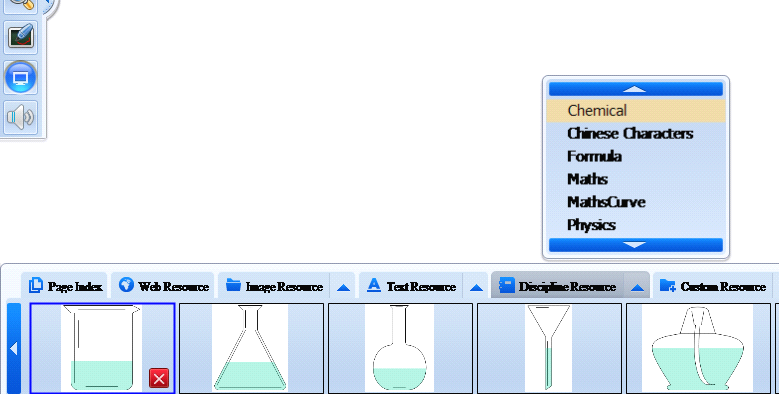 Chemical
Chinese Characters
Formula
Maths
MathsCurve
Physics
Page Index Web Resource Image Resource Text Resource Discipline Resource Custom Resource